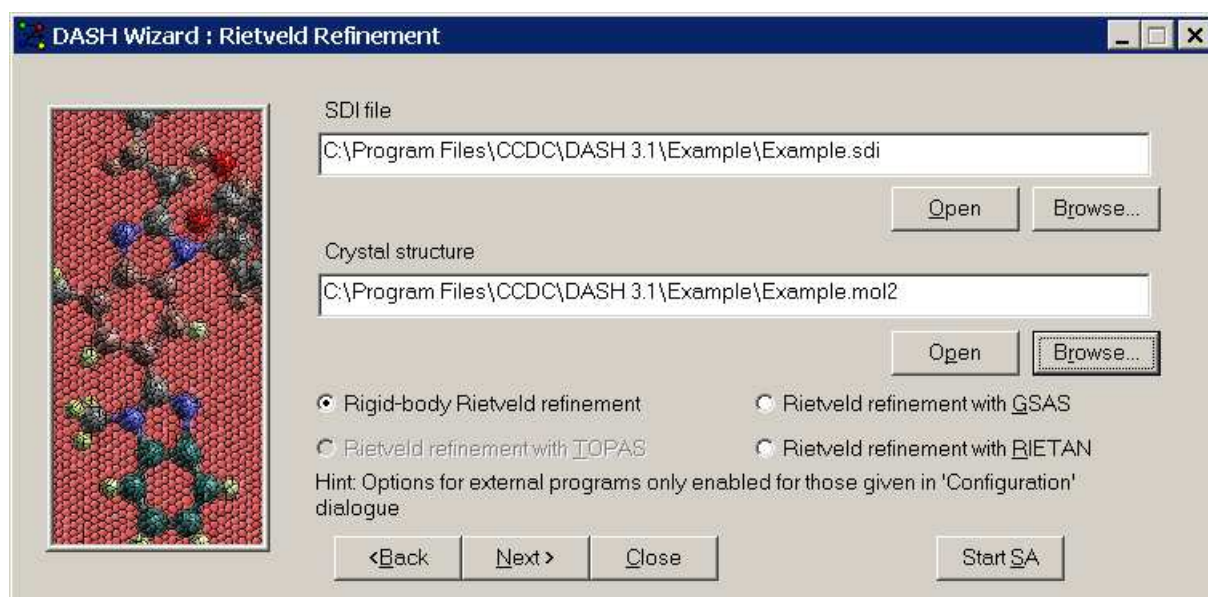 DASH Wizard : Rietveld Refinement
SDI file
C:\Program Files\CCDC\DASH 3.1\Example\Example.sdi
Open Browse...
Crystal structure
C:\Program Files\CCDC\DASH 3.1\Example\Example.mol2
Open Browse...
Rigid-body Rietveld refinement Rietveld refinement with GSAS
Rietveld refinement with TOPAS Rietveld refinement with RIETAN
Hint: Options for external programs only enabled for those given in 'Configuration'
dialogue
<Back Next > Close Start SA